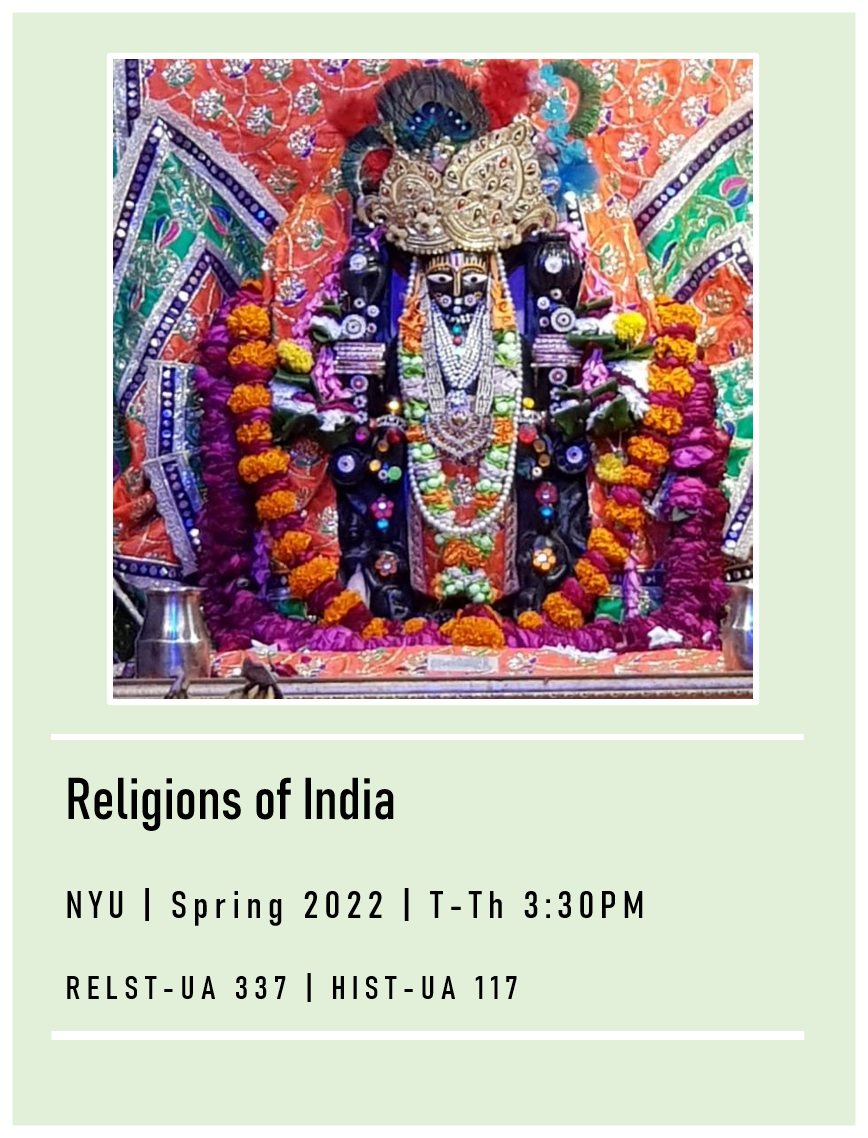 Religions of India
NYU | Spring 2022 | T-Th 3:30PM
RELST-UA 337 | HIST-UA 117